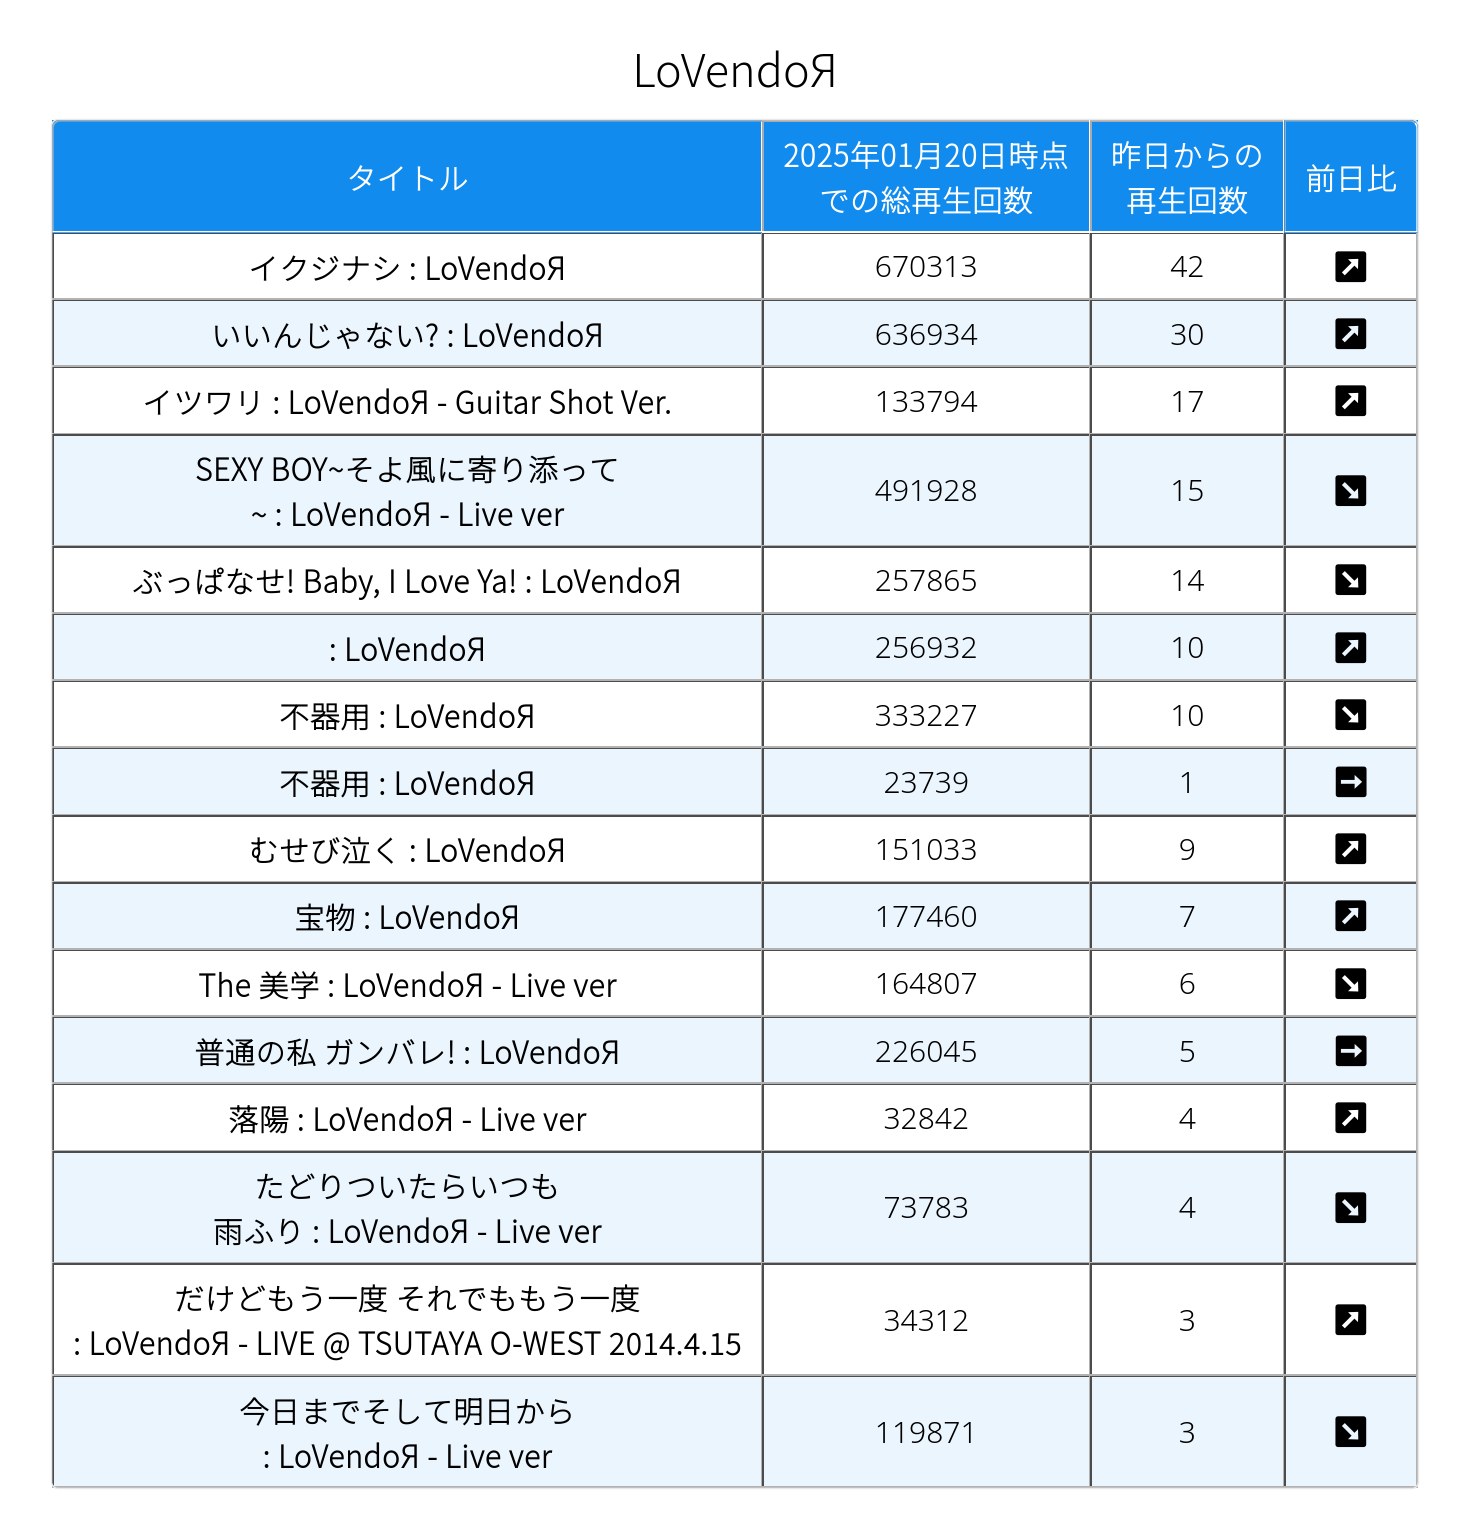 LoVendoЯ
タイトル
2025年01月20日時点
での総再生回数
昨日からの
再生回数
前日比
イクジナシ : LoVendoЯ 670313 42
いいんじゃない? : LoVendoЯ 636934 30
イツワリ : LoVendoЯ - Guitar Shot Ver. 133794 17
SEXY BOY~そよ風に寄り添って
~ : LoVendoЯ - Live ver 491928 15
ぶっぱなせ! Baby, I Love Ya! : LoVendoЯ 257865 14
: LoVendoЯ 256932 10
不器用 : LoVendoЯ 333227 10
不器用 : LoVendoЯ 23739 1
むせび泣く : LoVendoЯ 151033 9
宝物 : LoVendoЯ 177460 7
The 美学 : LoVendoЯ - Live ver 164807 6
普通の私 ガンバレ! : LoVendoЯ 226045 5
落陽 : LoVendoЯ - Live ver 32842 4
たどりついたらいつも
雨ふり : LoVendoЯ - Live ver 73783 4
だけどもう一度 それでももう一度
: LoVendoЯ - LIVE @ TSUTAYA O-WEST 2014.4.15 34312 3
今日までそして明日から
: LoVendoЯ - Live ver 119871 3